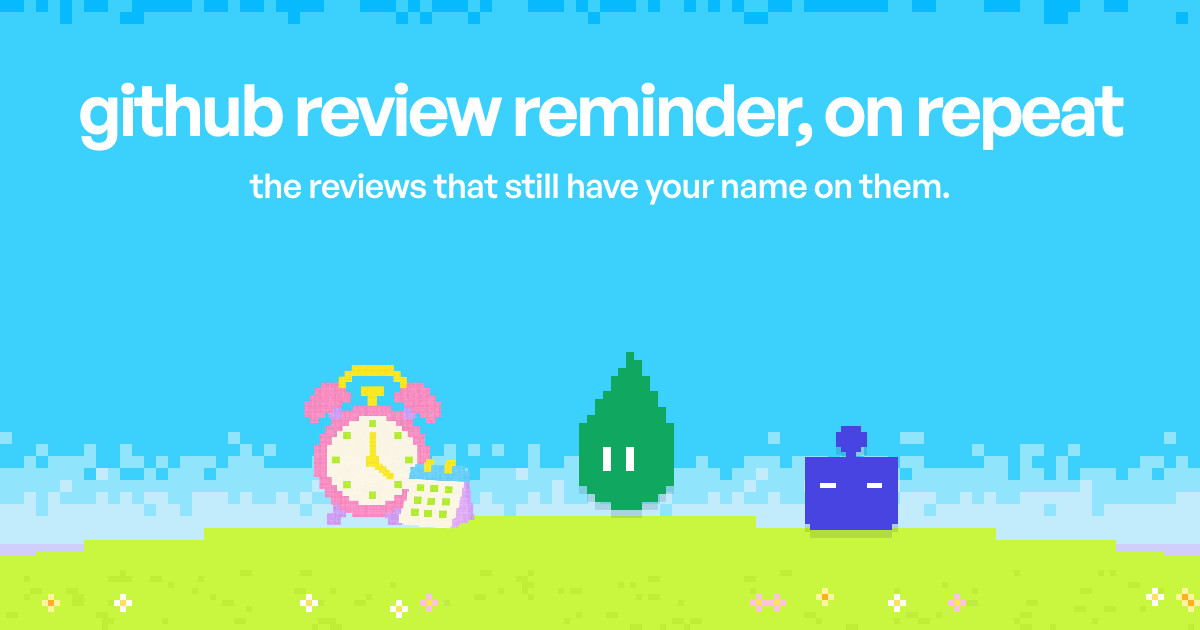 github review reminder, on repeat
the reviews that still have your name on them.